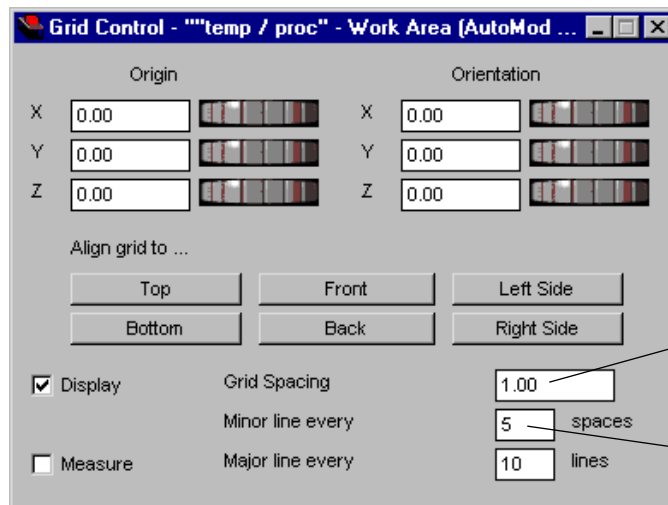 Grid Control - ""temp / proc" - Work Area (AutoMod ...
Origin Orientation
X 0.00 X 0.00
Y 0.00 Y 0.00
Z 0.00 Z 0.00
Align grid to ...
Top Front Left Side
Bottom Back Right Side
Display Grid Spacing 1.00
Minor line every 5 spaces
Measure Major line every 10 lines